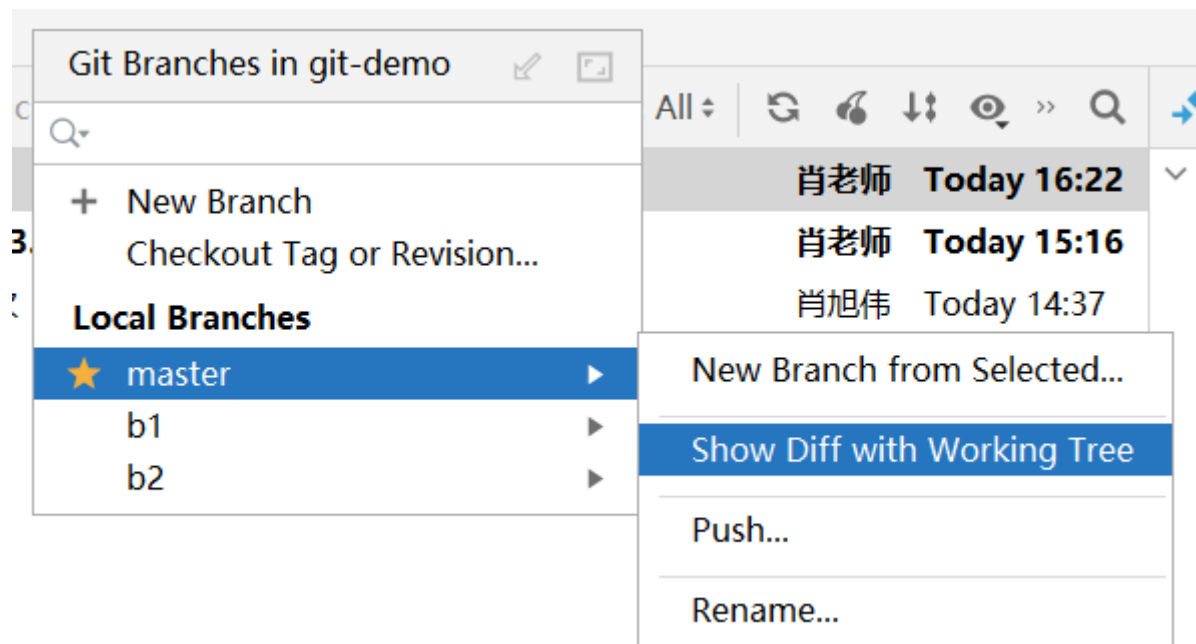 Git Branches in git-demo
All
New Branch
肖老师 Today 16:22
Checkout Tag or Revision...
3. 肖老师 Today 15:16
Local Branches
肖旭伟 Today 14:37
master
New Branch from Selected...
b1
Show Diff with Working Tree
b2
Push...
Rename...